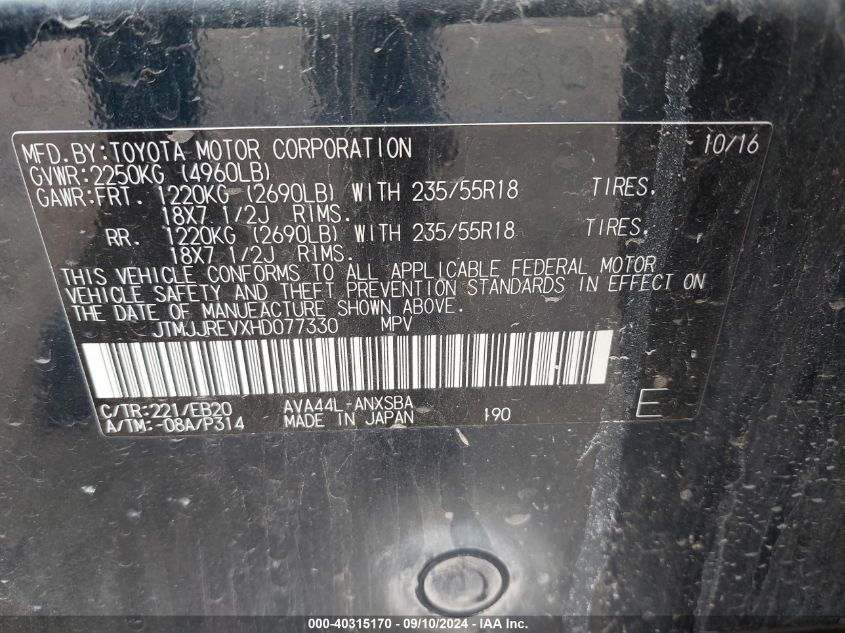 MFD.BY:TOYOTA MOTOR CORPORATION 10/16
GVWR:2250KG (4960LB)
GAWR:FRT. 1220KG (2690LB) WITH 235/55R18 TIRES.
18X7 1/2J RIMS.
RR. 1220KG (2690LB) WITH 235/55R18 TIRES.
18X7 1/2J RIMS.
THIS VEHICLE CONFORMS TO ALL APPLICABLE FEDERAL MOTOR
VEHICLE SAFETY AND THEFT PREVENTION STANDARDS IN EFFECT ON
THE DATE OF MANUFACTURE SHOWN ABOVE.
JTMJJREVXHD077330 MPV
C/TR:221/EB20 AVA44L-ANXSBA E
A/TM:-08A/P314 MADE IN JAPAN 490
000-40315170 - 09/10/2024 - IAA Inc.